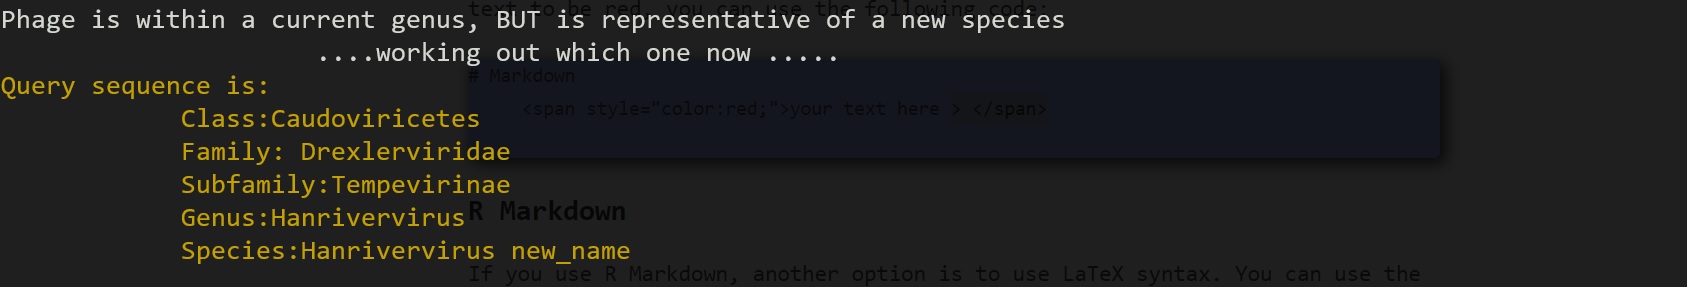 text to be red, you can use the following code:
Phage is within a current genus, BUT is representative of a new species
....working out which one now .....
# Markdown
Query sequence is:
<span style="color:red;">your text here > </span>
Class:Caudoviricetes
Family: Drexlerviridae
Subfamily:Tempevirinae
R Markdown
Genus:Hanrivervirus
Species:Hanrivervirus new_name
If you use R Markdown, another option is to use LaTeX syntax. You can use the